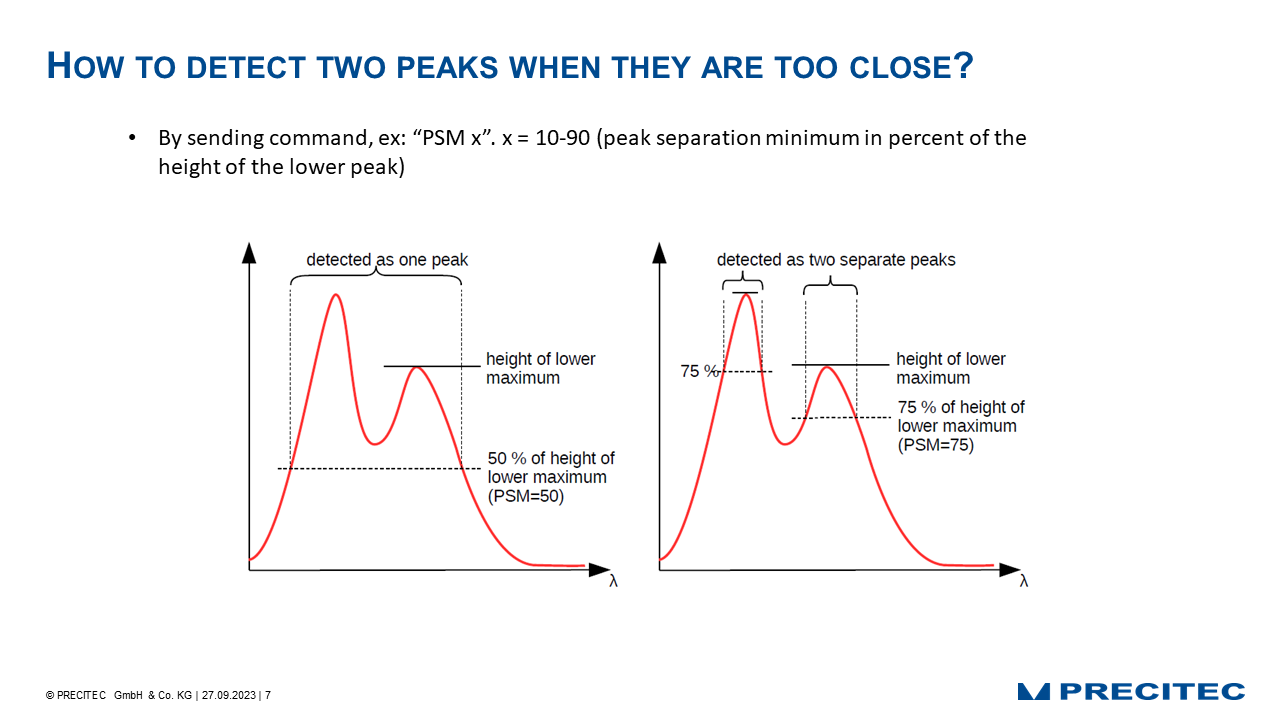 HOW TO DETECT TWO PEAKS WHEN THEY ARE TOO CLOSE?
• By sending command, ex: “PSM x”. x = 10-90 (peak separation minimum in percent of the
height of the lower peak)
detected as one peak
height of lower
maximum
50 % of height of
lower maximum
(PSM=50)
λ
detected as two separate peaks
75 %
height of lower
maximum
75 % of height of
lower maximum
(PSM=75)
λ
© PRECITEC GmbH & Co. KG | 27.09.2023 | 7
PRECITEC